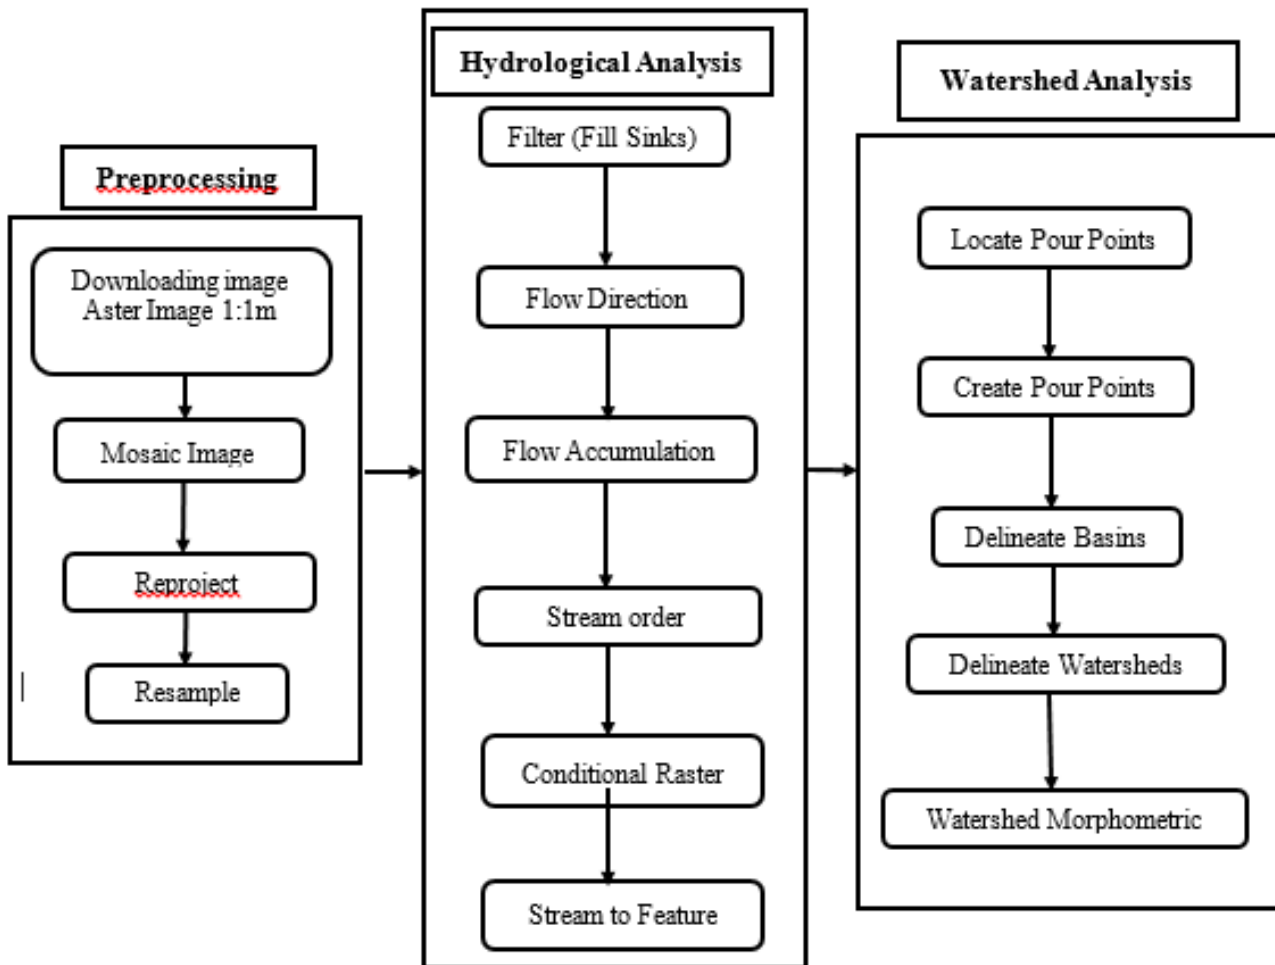 Preprocessing
Downloading image
Aster Image 1:1m
Mosaic Image
Reproject
Resample
Hydrological Analysis
Filter (Fill Sinks)
Flow Direction
Flow Accumulation
Stream order
Conditional Raster
Stream to Feature
Watershed Analysis
Locate Pour Points
Create Pour Points
Delineate Basins
Delineate Watersheds
Watershed Morphometric